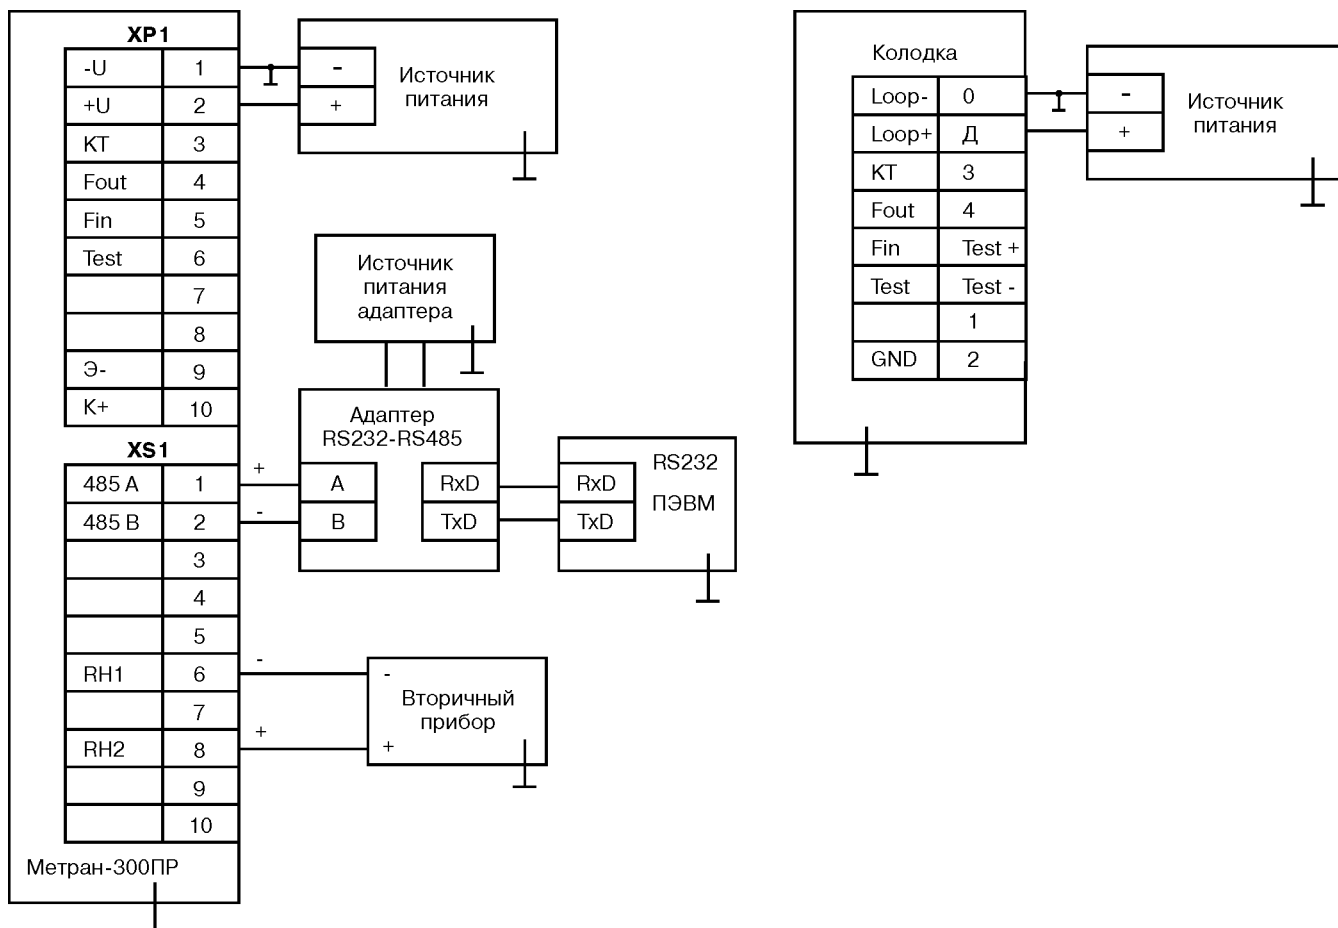 XP1
-U 1
+U 2
КТ 3
Fout 4
Fin 5
Test 6
7
8
Э- 9
К+ 10
-
+
Источник
питания
Источник
питания
адаптера
Адаптер
RS232-RS485
A
B
RxD
TxD
RxD
TxD
RS232
ПЭВМ
XS1
485 A 1
485 B 2
3
4
5
RH1 6
7
RH2 8
9
10
+
-
-
+
-
+
Вторичный
прибор
Метран-300ПР
Колодка
Loop- 0
Loop+ Д
КТ 3
Fout 4
Fin Test +
Test Test -
1
GND 2
-
+
Источник
питания